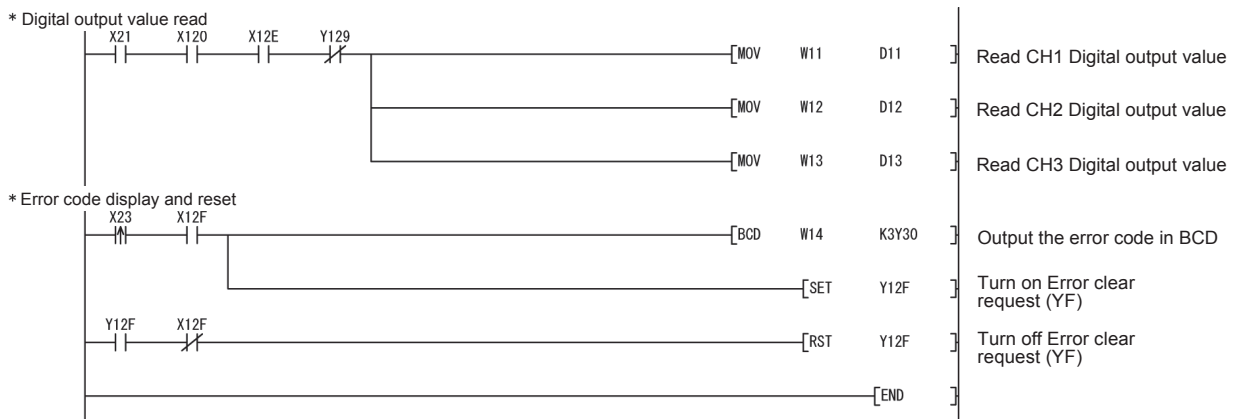 * Digital output value read
X21 X120 X12E Y129
[MOV W11 D11 ] Read CH1 Digital output value
[MOV W12 D12 ] Read CH2 Digital output value
[MOV W13 D13 ] Read CH3 Digital output value
* Error code display and reset
X23 X12F
[BCD W14 K3Y30 ] Output the error code in BCD
[SET Y12F ] Turn on Error clear
request (YF)
Y12F X12F
[RST Y12F ] Turn off Error clear
request (YF)
[END ]